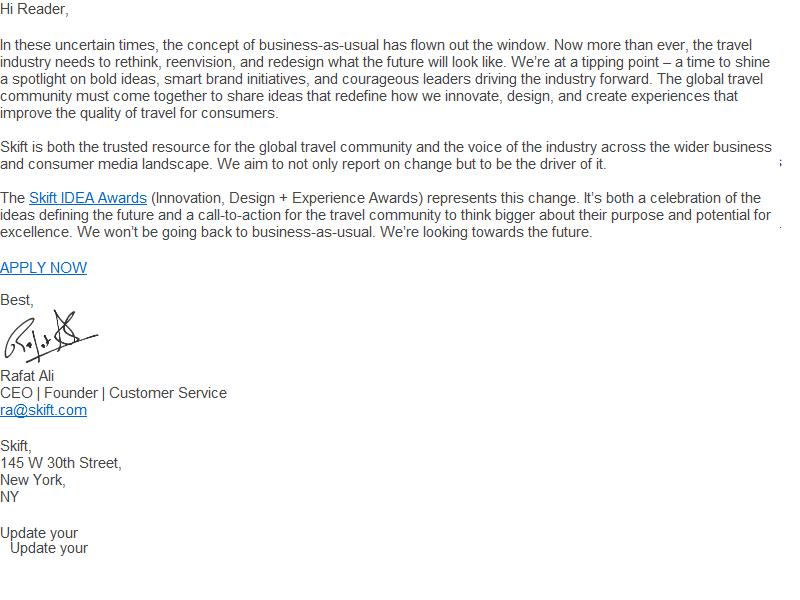 Hi Reader,
In these uncertain times, the concept of business-as-usual has flown out the window. Now more than ever, the travel
industry needs to rethink, reenvision, and redesign what the future will look like. We’re at a tipping point – a time to shine
a spotlight on bold ideas, smart brand initiatives, and courageous leaders driving the industry forward. The global travel
community must come together to share ideas that redefine how we innovate, design, and create experiences that
improve the quality of travel for consumers.
Skift is both the trusted resource for the global travel community and the voice of the industry across the wider business
and consumer media landscape. We aim to not only report on change but to be the driver of it.
The Skift IDEA Awards (Innovation, Design + Experience Awards) represents this change. It’s both a celebration of the
ideas defining the future and a call-to-action for the travel community to think bigger about their purpose and potential for
excellence. We won’t be going back to business-as-usual. We’re looking towards the future.
APPLY NOW
Best,
Rafat Ali
CEO | Founder | Customer Service
ra@skift.com
Skift,
145 W 30th Street,
New York,
NY
Update your
Update your